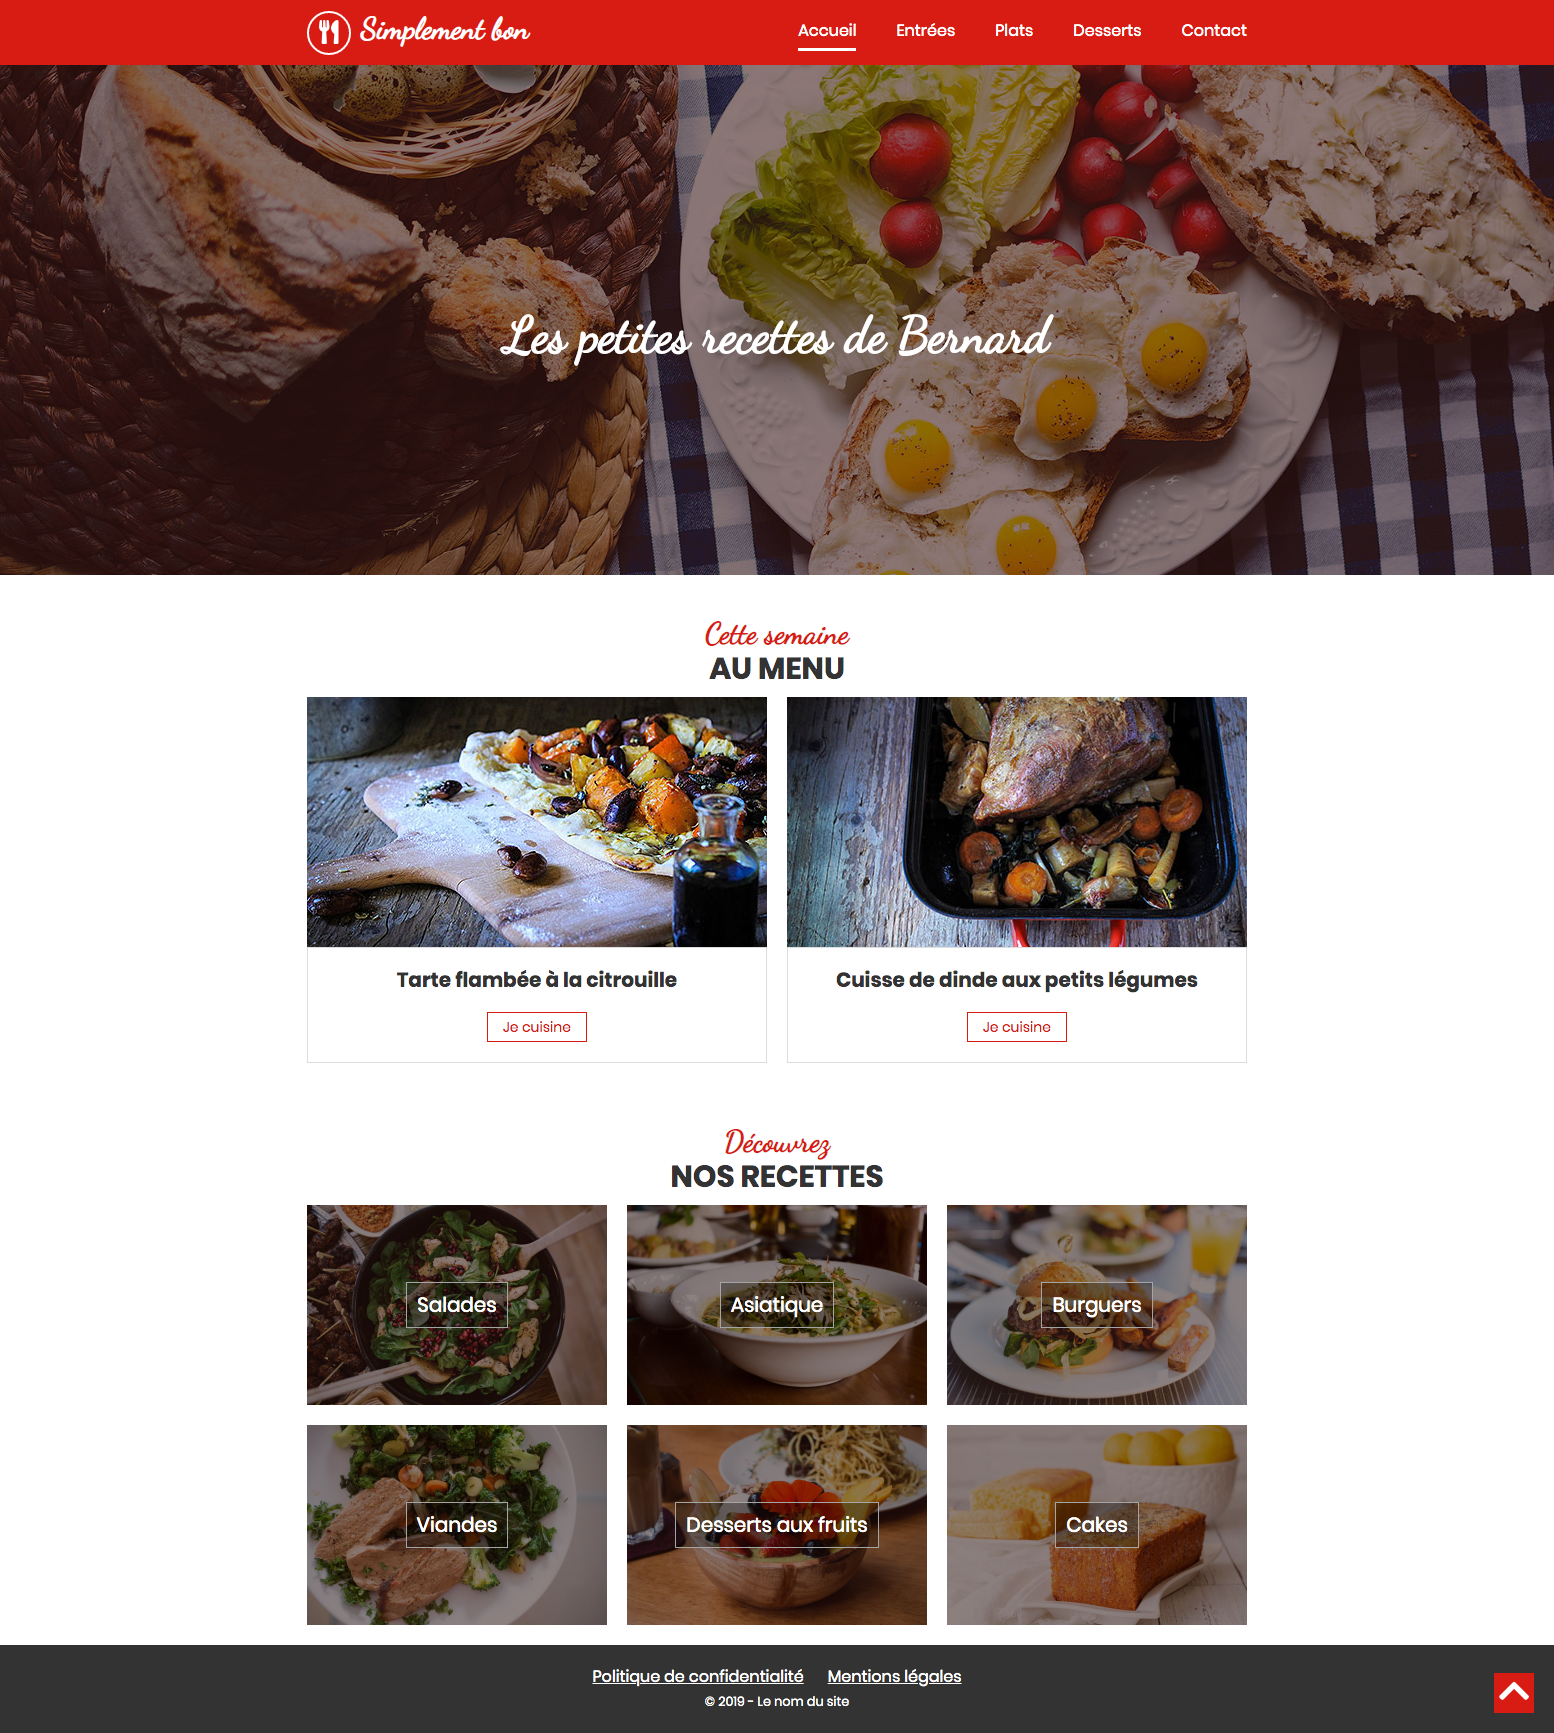 Simplement bon
Accueil Entrées Plats Desserts Contact
Les petites recettes de Bernard
Cette semaine
AU MENU
Tarte flambée à la citrouille
Je cuisine
Cuisse de dinde aux petits légumes
Je cuisine
Découvrez
NOS RECETTES
Salades
Asiatique
Burguers
Viandes
Desserts aux fruits
Cakes
Politique de confidentialité Mentions légales
© 2019 - Le nom du site